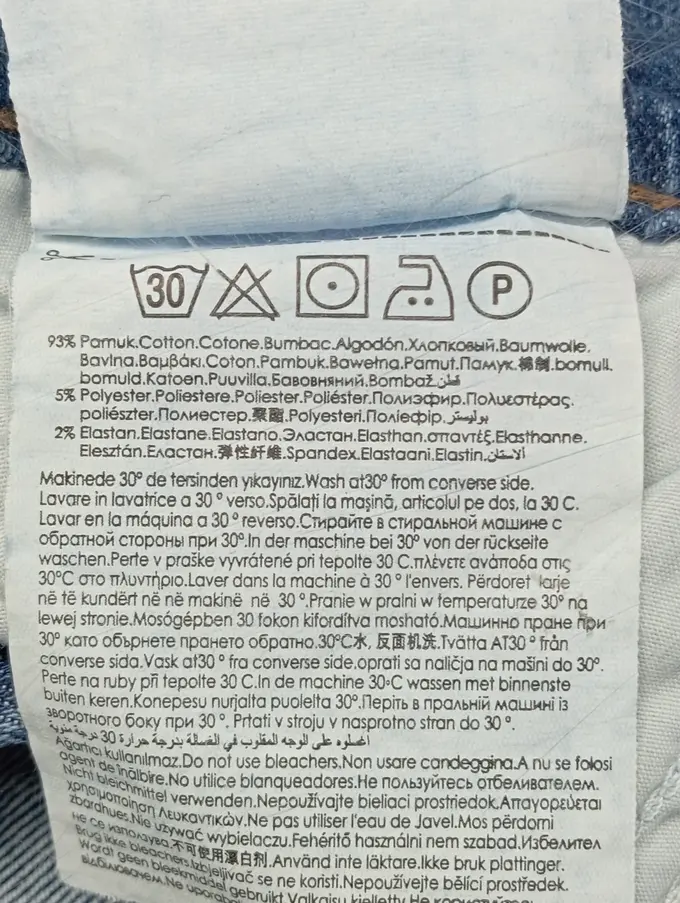 30 P
93% Pamuk.Cotton.Cotone.Bumbac.Algodón.Хлопковый.Baumwolle.
Bavlna.Βαμβάκι.Coton.Pambuk.Bawełna.Pamut.Памук.棉制.bomull.
bomuld.Katoen.Puuvilla.Бавовняний.Bombaž.قطن
5% Polyester.Poliestere.Poliester.Poliéster.Полиэфир.Πολυεστέρας.
poliészter.Полиестер.聚酯.Polyesteri.Поліефір.بوليستر
2% Elastan.Elastane.Elastano.Эластан.Elasthan.σπαντέξ.Elasthanne.
Elesztán.Еластан.弹性纤维.Spandex.Elastaani.Elastin.الاستان
Makinede 30° de tersinden yıkayınız.Wash at30° from converse side.
Lavare in lavatrice a 30 ° verso.Spălaţi la maşină, articolul pe dos, la 30 C.
Lavar en la máquina a 30 ° reverso.Стирайте в стиральной машине с
обратной стороны при 30°.In der maschine bei 30° von der rückseite
waschen.Perte v praške vyvrátené pri tepolte 30 C.πλένετε ανάποδα στις
30°C στο πλυντήριο.Laver dans la machine à 30 ° l'envers. Përdoret larje
në të kundërt në në makinë në 30 °.Pranie w pralni w temperaturze 30° na
lewej stronie.Mosógépben 30 fokon kifordítva mosható.Машинно пране при
30° като обърнете прането обратно.30°C水, 反面机洗.Tvätta AT30 ° från
converse sida.Vask at30 ° fra converse side.oprati sa naličja na mašini do 30°.
Perte na ruby při tepolte 30 C.In de machine 30°C wassen met binnenste
buiten keren.Konepesu nurjalta puolelta 30°.Періть в пральній машині із
зворотного боку при 30 °. Prtati v stroju v nasprotno stran do 30 °.
اغسلوه على الوجه المقلوب في الغسالة بدرجة حرارة 30 درجة مئوية
Ağartıcı kullanılmaz.Do not use bleachers.Non usare candeggina.A nu se folosi
agent de înălbire.No utilice blanqueadores.Не пользуйтесь отбеливателем.
Nicht bleichmittel verwenden.Nepoužívajte bieliaci prostriedok.Απαγορεύεται
χρησιμοποίηση λευκαντικών.Ne pas utiliser l'eau de Javel.Mos përdorni
zbardhues.Nie używać wybielaczu.Fehérítő használni nem szabad.Избелител
не се използва.不可使用漂白剂.Använd inte läktare.Ikke bruk plattinger.
Brug ikke bleachers.Izbjeljivač se ne koristi.Nepoužívejte bělící prostředek.
Word geen bleekmiddel gebruikt.Valkaisu kielletty.Не
відбілювачем.Ne